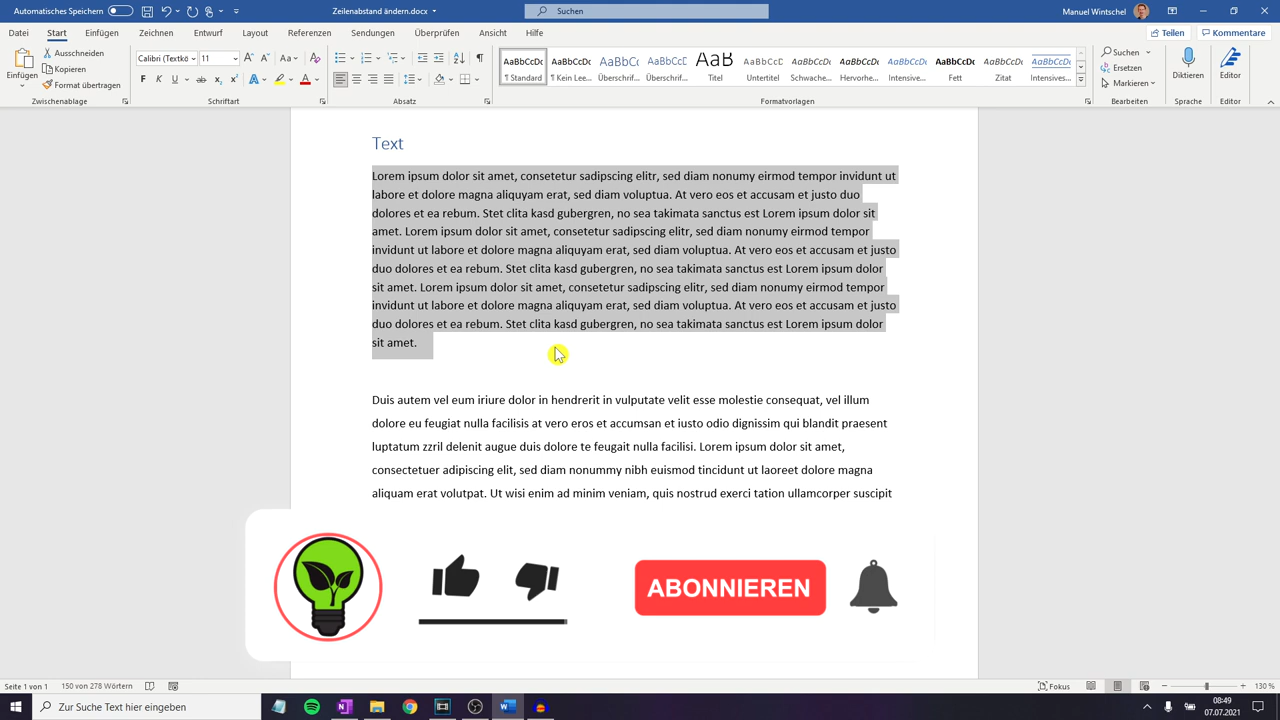 Automatisches Speichern
Zeilenabstand.docx
Suchen
Manuel Wintschel
Datei Start Einfügen Zeichnen Entwurf Layout Referenzen Sendungen Überprüfen Ansicht Hilfe
Teilen Kommentare
Einfügen
Ausschneiden
Kopieren
Format übertragen
Zwischenablage
Calibri (Textkö 11
F K U
Schriftart
Absatz
AaBbCcDc AaBbCcDc AaBbCc AaBbCcD AaB AaBbCcD AaBbCcDc AaBbCcDc AaBbCcDc AaBbCcDc AaBbCcDc AaBbCcDc
¶ Standard ¶ Kein Lee... Überschrif... Überschrif... Titel Untertitel Schwache... Hervorhe... Intensive... Fett Zitat Intensives...
Formatvorlagen
Suchen
Ersetzen
Markieren
Bearbeiten
Diktieren
Sprache
Editor
Editor
Text
Lorem ipsum dolor sit amet, consetetur sadipscing elitr, sed diam nonumy eirmod tempor invidunt ut
labore et dolore magna aliquyam erat, sed diam voluptua. At vero eos et accusam et justo duo
dolores et ea rebum. Stet clita kasd gubergren, no sea takimata sanctus est Lorem ipsum dolor sit
amet. Lorem ipsum dolor sit amet, consetetur sadipscing elitr, sed diam nonumy eirmod tempor
invidunt ut labore et dolore magna aliquyam erat, sed diam voluptua. At vero eos et accusam et justo
duo dolores et ea rebum. Stet clita kasd gubergren, no sea takimata sanctus est Lorem ipsum dolor
sit amet. Lorem ipsum dolor sit amet, consetetur sadipscing elitr, sed diam nonumy eirmod tempor
invidunt ut labore et dolore magna aliquyam erat, sed diam voluptua. At vero eos et accusam et justo
duo dolores et ea rebum. Stet clita kasd gubergren, no sea takimata sanctus est Lorem ipsum dolor
sit amet.
Duis autem vel eum iriure dolor in hendrerit in vulputate velit esse molestie consequat, vel illum
dolore eu feugiat nulla facilisis at vero eros et accumsan et iusto odio dignissim qui blandit praesent
luptatum zzril delenit augue duis dolore te feugait nulla facilisi. Lorem ipsum dolor sit amet,
consectetuer adipiscing elit, sed diam nonummy nibh euismod tincidunt ut laoreet dolore magna
aliquam erat volutpat. Ut wisi enim ad minim veniam, quis nostrud exerci tation ullamcorper suscipit
ABONNIEREN
Seite 1 von 1 150 von 278 Wörtern
Fokus
130 %
Zur Suche Text hier eingeben
08:49
07.07.2021